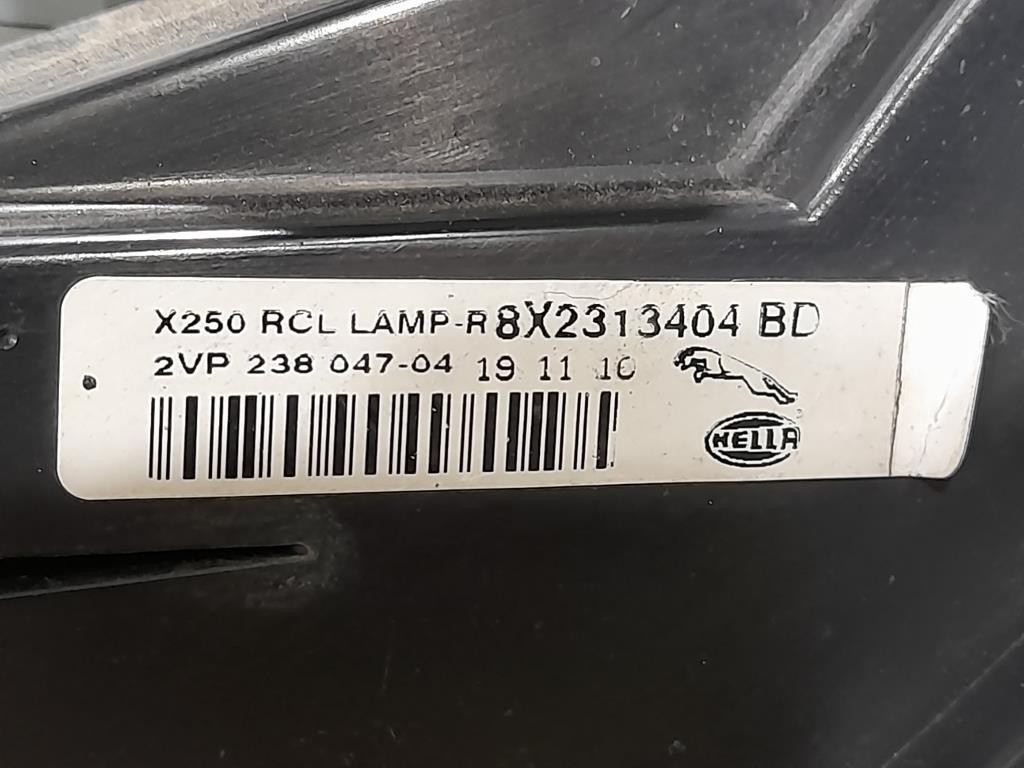 X250 RCL LAMP-R 8X2313404 BD
2VP 238 047-04 19 11 10
HELLA